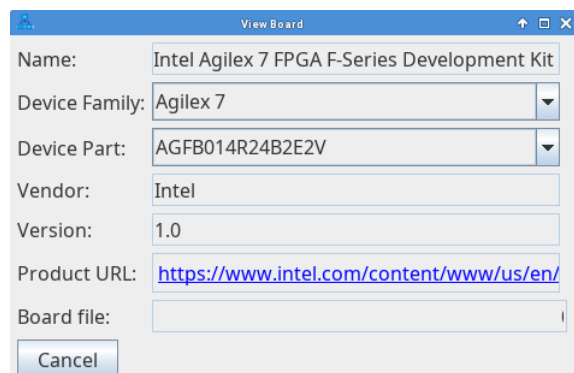 View Board
Name: Intel Agilex 7 FPGA F-Series Development Kit
Device Family: Agilex 7
Device Part: AGFB014R24B2E2V
Vendor: Intel
Version: 1.0
Product URL: https://www.intel.com/content/www/us/en/
Board file:
Cancel